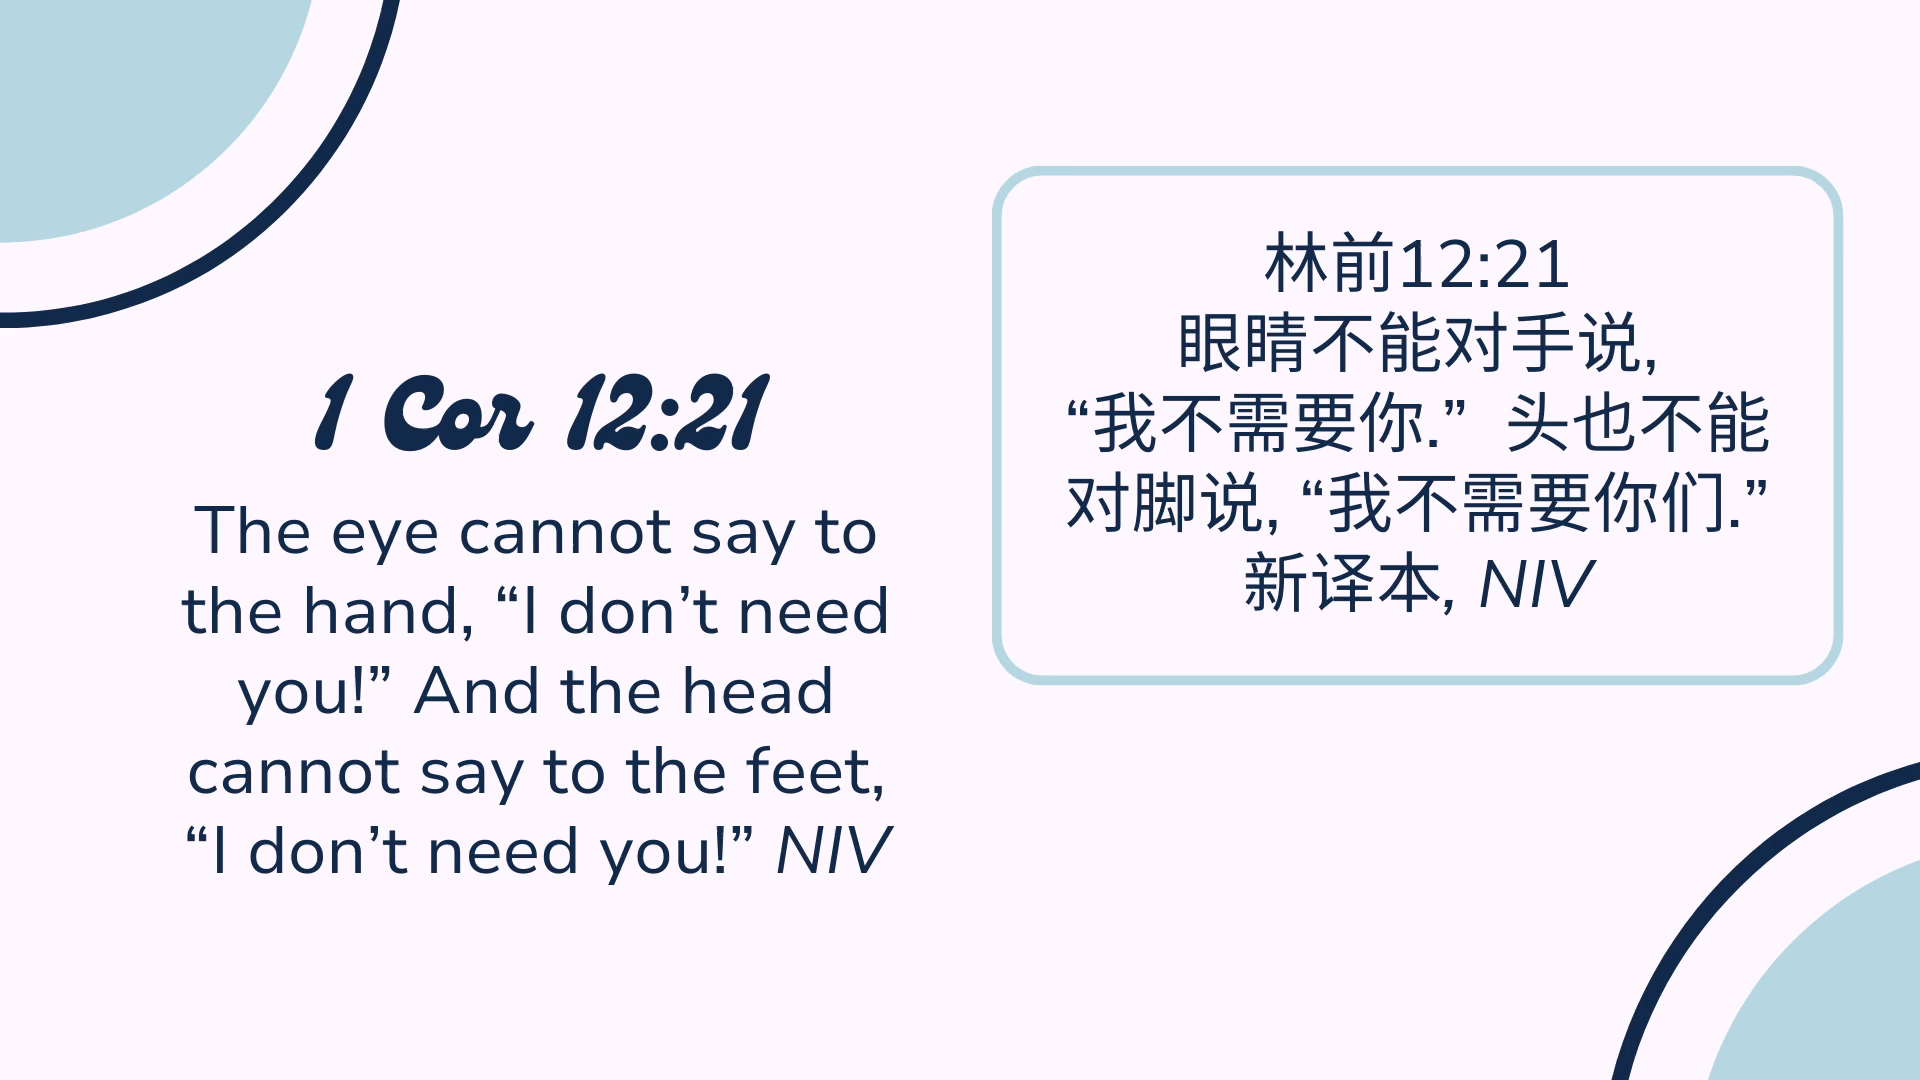 1 Cor 12:21
The eye cannot say to
the hand, “I don’t need
you!” And the head
cannot say to the feet,
“I don’t need you!” NIV
林前12:21
眼睛不能对手说,
“我不需要你.”  头也不能
对脚说, “我不需要你们.”
新译本, NIV